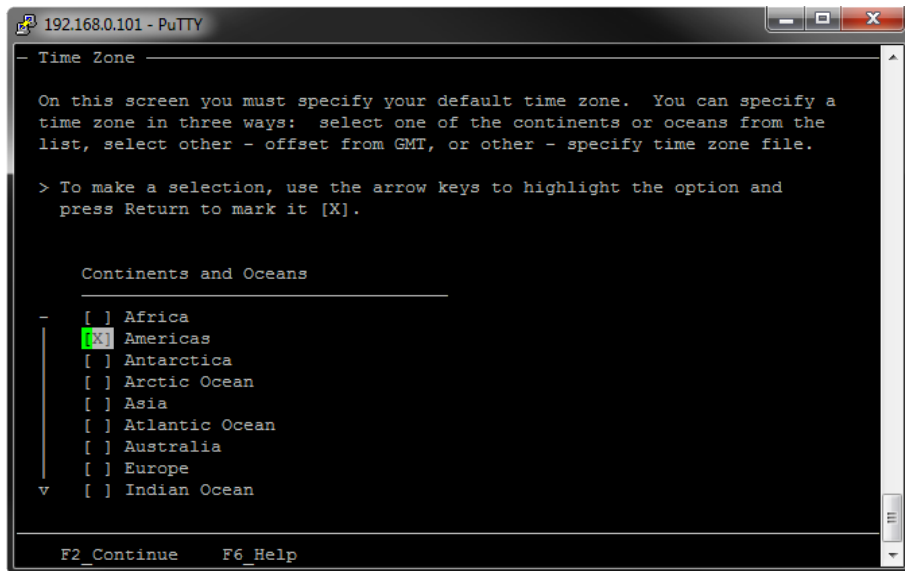 192.168.0.101 - PuTTY
– Time Zone
On this screen you must specify your default time zone.  You can specify a
time zone in three ways:  select one of the continents or oceans from the
list, select other - offset from GMT, or other - specify time zone file.
> To make a selection, use the arrow keys to highlight the option and
press Return to mark it [X].
Continents and Oceans
– [ ] Africa
[X] Americas
[ ] Antarctica
[ ] Arctic Ocean
[ ] Asia
[ ] Atlantic Ocean
[ ] Australia
[ ] Europe
v [ ] Indian Ocean
F2_Continue    F6_Help